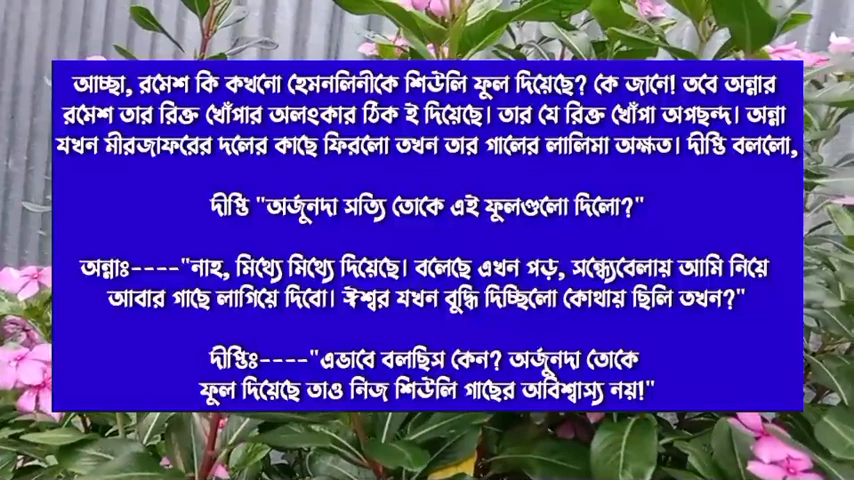 আচ্ছা, রমেশ কি কখনো হেমনলিনীকে শিউলি ফুল দিয়েছে? কে জানে! তবে অন্নার
রমেশ তার রিক্ত খোঁপার অলংকার ঠিক ই দিয়েছে। তার যে রিক্ত খোঁপা অপছন্দ। অন্না
যখন মীরজাফরের দলের কাছে ফিরলো তখন তার গালের লালিমা অক্ষত। দীপ্তি বললো,
দীপ্তি "অর্জুনদা সত্যি তোকে এই ফুলগুলো দিলো?"
অন্নাঃ----"নাহ, মিথ্যে মিথ্যে দিয়েছে। বলেছে এখন পড়, সন্ধ্যেবেলায় আমি নিয়ে
আবার গাছে লাগিয়ে দিবো। ঈশ্বর যখন বুদ্ধি দিচ্ছিলো কোথায় ছিলি তখন?"
দীপ্তিঃ----"এভাবে বলছিস কেন? অর্জুনদা তোকে
ফুল দিয়েছে তাও নিজ শিউলি গাছের অবিশ্বাস্য নয়!"